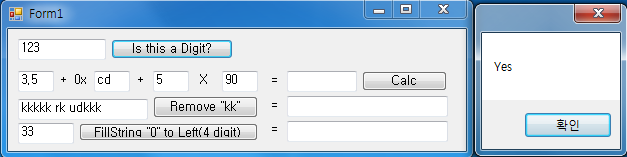 Form1
123 Is this a Digit?
3,5 + 0x cd + 5 X 90 = Calc
kkkkk rk udkkk Remove "kk" =
33 FillString "0" to Left(4 digit) =
Yes
확인